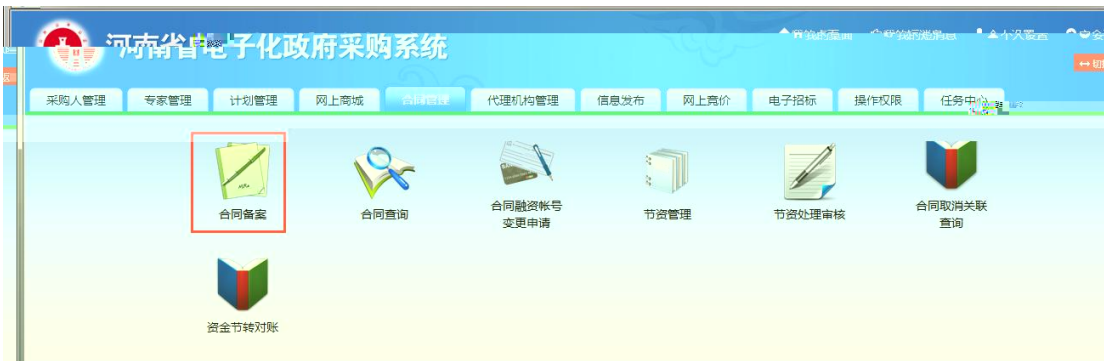 河南省电子化政府采购系统
采购人管理 专家管理 计划管理 网上商城 合同管理 代理机构管理 信息发布 网上竞价 电子招标 操作权限 任务中心
合同备案 合同查询 合同融资帐号 节资管理 节资处理审核 合同取消关联
变更申请 查询
资金节转对账